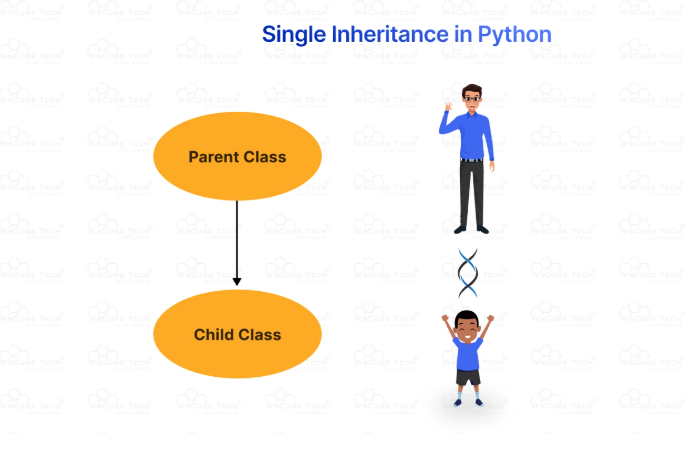 Single Inheritance in Python
Parent Class
Child Class